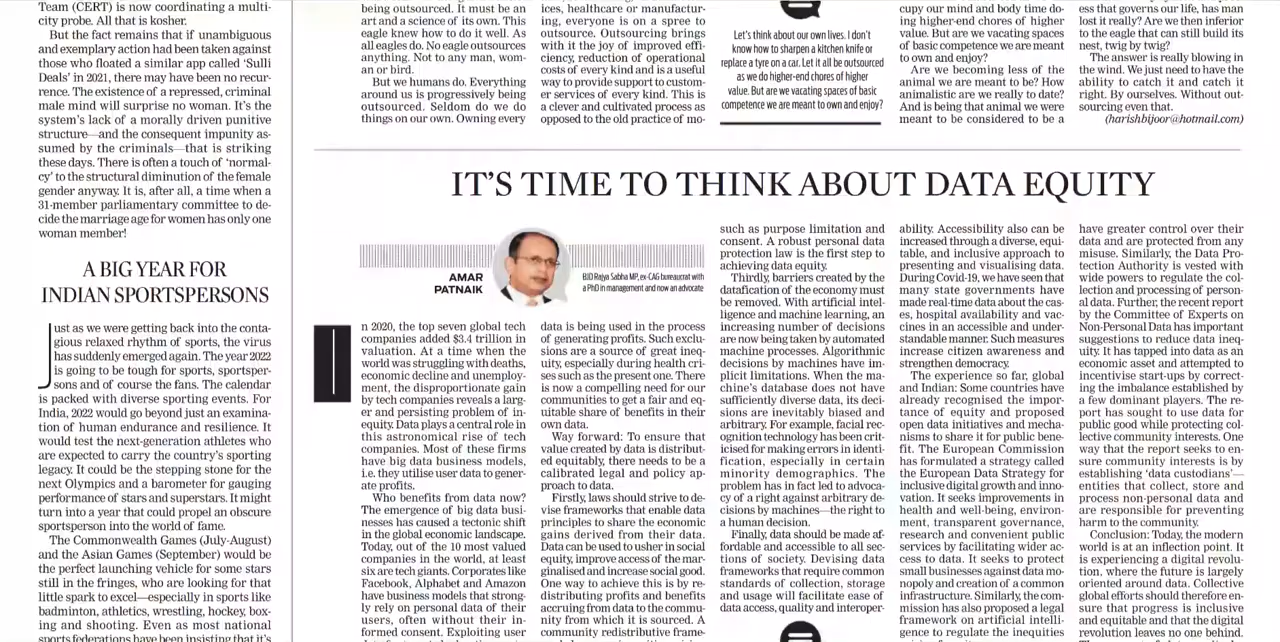 Team (CERT) is now coordinating a multi-
city probe. All that is kosher.
But the fact remains that if unambiguous
and exemplary action had been taken against
those who floated a similar app called ‘Sulli
Deals’ in 2021, there may have been no recur-
rence. The existence of a repressed, criminal
male mind will surprise no woman. It’s the
system’s lack of a morally driven punitive
structure—and the consequent impunity as-
sumed by the criminals—that is striking
these days. There is often a touch of ‘normal-
cy’ to the structural diminution of the female
gender anyway. It is, after all, a time when a
31-member parliamentary committee to de-
cide the marriage age for women has only one
woman member!
A BIG YEAR FOR
INDIAN SPORTSPERSONS
Just as we were getting back into the conta-
gious relaxed rhythm of sports, the virus
has suddenly emerged again. The year 2022
is going to be tough for sports, sportsper-
sons and of course the fans. The calendar
is packed with diverse sporting events. For
India, 2022 would go beyond just an examina-
tion of human endurance and resilience. It
would test the next-generation athletes who
are expected to carry the country’s sporting
legacy. It could be the stepping stone for the
next Olympics and a barometer for gauging
performance of stars and superstars. It might
turn into a year that could propel an obscure
sportsperson into the world of fame.
The Commonwealth Games (July-August)
and the Asian Games (September) would be
the perfect launching vehicle for some stars
still in the fringes, who are looking for that
little spark to excel—especially in sports like
badminton, athletics, wrestling, hockey, box-
ing and shooting. Even as most national
sports federations have been insisting that it’s
being outsourced. It must be an
art and a science of its own. This
eagle knew how to do it well. As
all eagles do. No eagle outsources
anything. Not to any man, wom-
an or bird.
But we humans do. Everything
around us is progressively being
outsourced. Seldom do we do
things on our own. Owning every
ices, healthcare or manufactur-
ing, everyone is on a spree to
outsource. Outsourcing brings
with it the joy of improved effi-
ciency, reduction of operational
costs of every kind and is a useful
way to provide support to custom-
er services of every kind. This is
a clever and cultivated process as
opposed to the old practice of mo-
Let’s think about our own lives. I don’t
know how to sharpen a kitchen knife or
replace a tyre on a car. Let it all be outsourced
as we do higher-end chores of higher
value. But are we vacating spaces of basic
competence we are meant to own and enjoy?
cupy our mind and body time do-
ing higher-end chores of higher
value. But are we vacating spaces
of basic competence we are meant
to own and enjoy?
Are we becoming less of the
animal we are meant to be? How
animalistic are we really to date?
And is being that animal we were
meant to be considered to be a
ess that governs our life, has man
lost it really? Are we then inferior
to the eagle that can still build its
nest, twig by twig?
The answer is really blowing in
the wind. We just need to have the
ability to catch it and catch it
right. By ourselves. Without out-
sourcing even that.
(harishbijoor@hotmail.com)
IT’S TIME TO THINK ABOUT DATA EQUITY
AMAR
PATNAIK
BJD Rajya Sabha MP, ex-CAG bureaucrat with
a PhD in management and now an advocate
In 2020, the top seven global tech
companies added $3.4 trillion in
valuation. At a time when the
world was struggling with deaths,
economic decline and unemploy-
ment, the disproportionate gain
by tech companies reveals a larg-
er and persisting problem of in-
equity. Data plays a central role in
this astronomical rise of tech
companies. Most of these firms
have big data business models,
i.e. they utilise user data to gener-
ate profits.
Who benefits from data now?
The emergence of big data busi-
nesses has caused a tectonic shift
in the global economic landscape.
Today, out of the 10 most valued
companies in the world, at least
six are tech giants. Corporates like
Facebook, Alphabet and Amazon
have business models that strong-
ly rely on personal data of their
users, often without their in-
formed consent. Exploiting user
data is being used in the process
of generating profits. Such exclu-
sions are a source of great ineq-
uity, especially during health cri-
ses such as the present one. There
is now a compelling need for our
communities to get a fair and eq-
uitable share of benefits in their
own data.
Way forward: To ensure that
value created by data is distribut-
ed equitably, there needs to be a
calibrated legal and policy ap-
proach to data.
Firstly, laws should strive to de-
vise frameworks that enable data
principles to share the economic
gains derived from their data.
Data can be used to usher in social
equity, improve access of the mar-
ginalised and increase social good.
One way to achieve this is by re-
distributing profits and benefits
accruing from data to the commu-
nity from which it is sourced. A
community redistributive frame-
such as purpose limitation and
consent. A robust personal data
protection law is the first step to
achieving data equity.
Thirdly, barriers created by the
datafication of the economy must
be removed. With artificial intel-
ligence and machine learning, an
increasing number of decisions
are now being taken by automated
machine processes. Algorithmic
decisions by machines have im-
plicit limitations. When the ma-
chine’s database does not have
sufficiently diverse data, its deci-
sions are inevitably biased and
arbitrary. For example, facial rec-
ognition technology has been crit-
icised for making errors in identi-
fication, especially in certain
minority demographics. The
problem has in fact led to advoca-
cy of a right against arbitrary de-
cisions by machines—the right to
a human decision.
Finally, data should be made af-
fordable and accessible to all sec-
tions of society. Devising data
frameworks that require common
standards of collection, storage
and usage will facilitate ease of
data access, quality and interoper-
ability. Accessibility also can be
increased through a diverse, equi-
table, and inclusive approach to
presenting and visualising data.
During Covid-19, we have seen that
many state governments have
made real-time data about the cas-
es, hospital availability and vac-
cines in an accessible and under-
standable manner. Such measures
increase citizen awareness and
strengthen democracy.
The experience so far, global
and Indian: Some countries have
already recognised the impor-
tance of equity and proposed
open data initiatives and mecha-
nisms to share it for public bene-
fit. The European Commission
has formulated a strategy called
the European Data Strategy for
inclusive digital growth and inno-
vation. It seeks improvements in
health and well-being, environ-
ment, transparent governance,
research and convenient public
services by facilitating wider ac-
cess to data. It seeks to protect
small businesses against data mo-
nopoly and creation of a common
infrastructure. Similarly, the com-
mission has also proposed a legal
framework on artificial intelli-
gence to regulate the inequities
have greater control over their
data and are protected from any
misuse. Similarly, the Data Pro-
tection Authority is vested with
wide powers to regulate the col-
lection and processing of person-
al data. Further, the recent report
by the Committee of Experts on
Non-Personal Data has important
suggestions to reduce data ineq-
uity. It has tapped into data as an
economic asset and attempted to
incentivise start-ups by correct-
ing the imbalance established by
a few dominant players. The re-
port has sought to use data for
public good while protecting col-
lective community interests. One
way that the report seeks to en-
sure community interests is by
establishing ‘data custodians’—
entities that collect, store and
process non-personal data and
are responsible for preventing
harm to the community.
Conclusion: Today, the modern
world is at an inflection point. It
is experiencing a digital revolu-
tion, where the future is largely
oriented around data. Collective
global efforts should therefore en-
sure that progress is inclusive
and equitable and that the digital
revolution leaves no one behind.